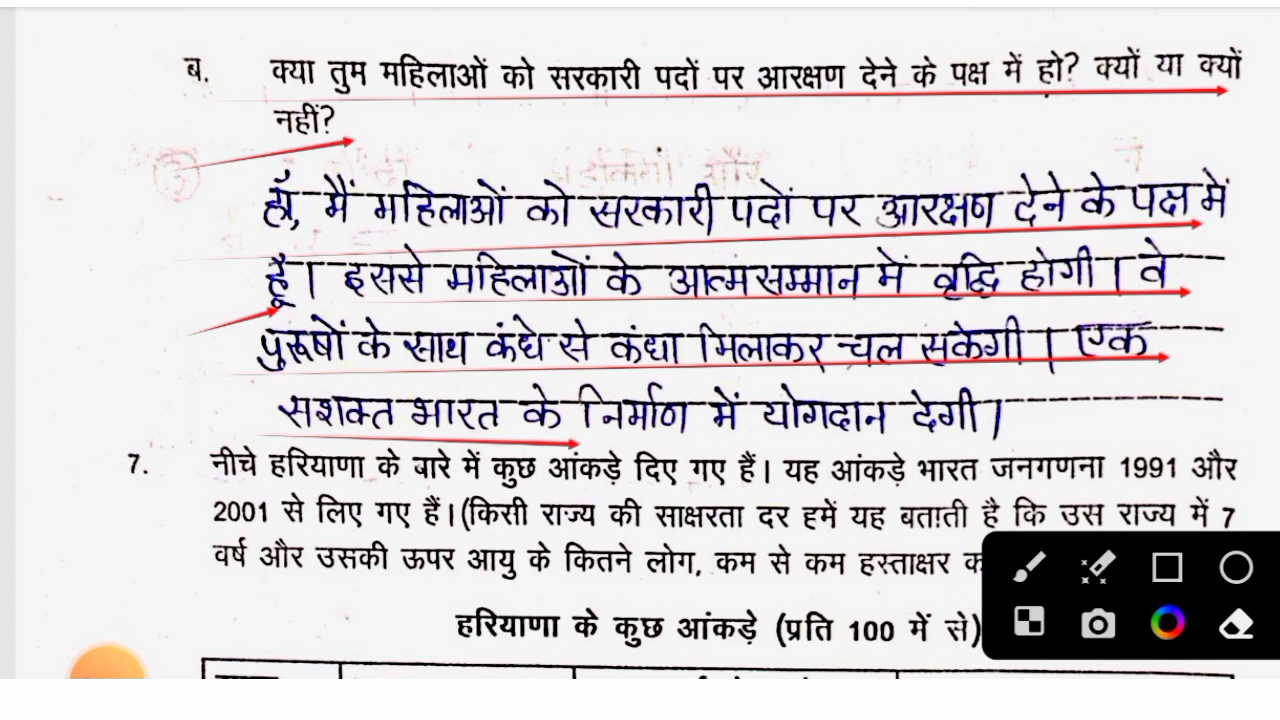 ब. क्या तुम महिलाओं को सरकारी पदों पर आरक्षण देने के पक्ष में हो? क्यों या क्यों
नहीं?
हाँ, मैं महिलाओं को सरकारी पदों पर आरक्षण देने के पक्ष में
हूँ। इससे महिलाओं के आत्मसम्मान में वृद्धि होगी। वे
पुरूषों के साथ कंधे से कंधा मिलाकर चल सकेगी। एक
सशक्त भारत के निर्माण में योगदान देगी।
7. नीचे हरियाणा के बारे में कुछ आंकड़े दिए गए हैं। यह आंकड़े भारत जनगणना 1991 और
2001 से लिए गए हैं।(किसी राज्य की साक्षरता दर हमें यह बताती है कि उस राज्य में 7
वर्ष और उसकी ऊपर आयु के कितने लोग, कम से कम हस्ताक्षर
हरियाणा के कुछ आंकड़े (प्रति 100 में से)